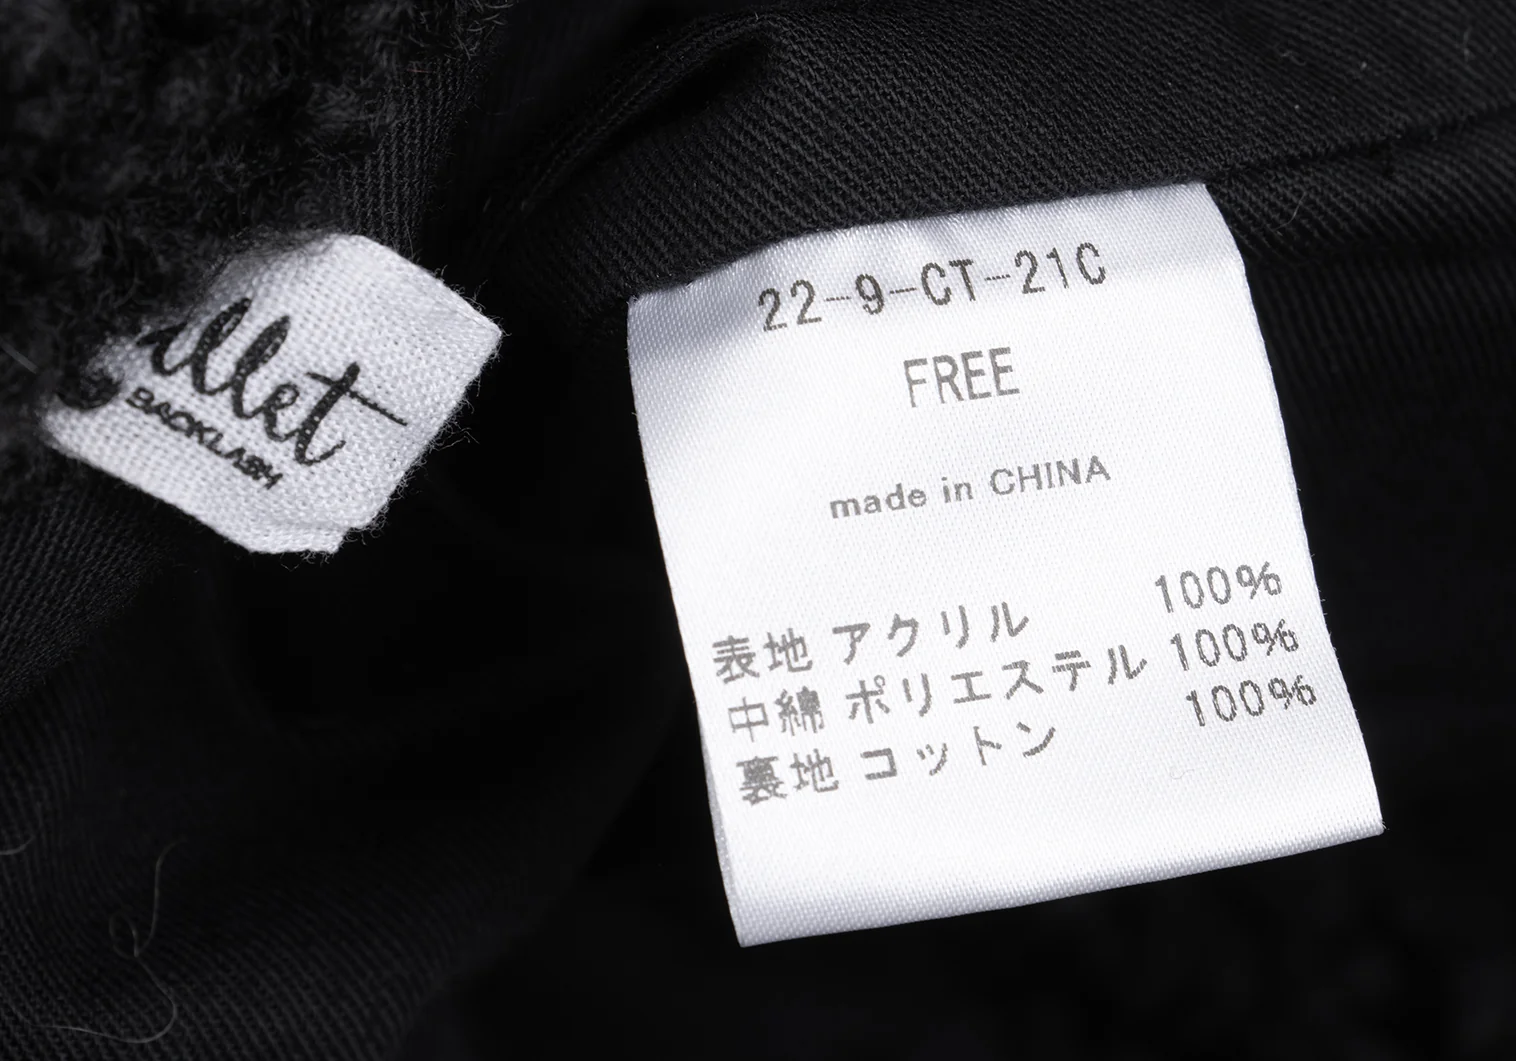 BACKLASH
22-9-CT-21C
FREE
made in CHINA
表地 アクリル 100%
中綿 ポリエステル 100%
裏地 コットン 100%